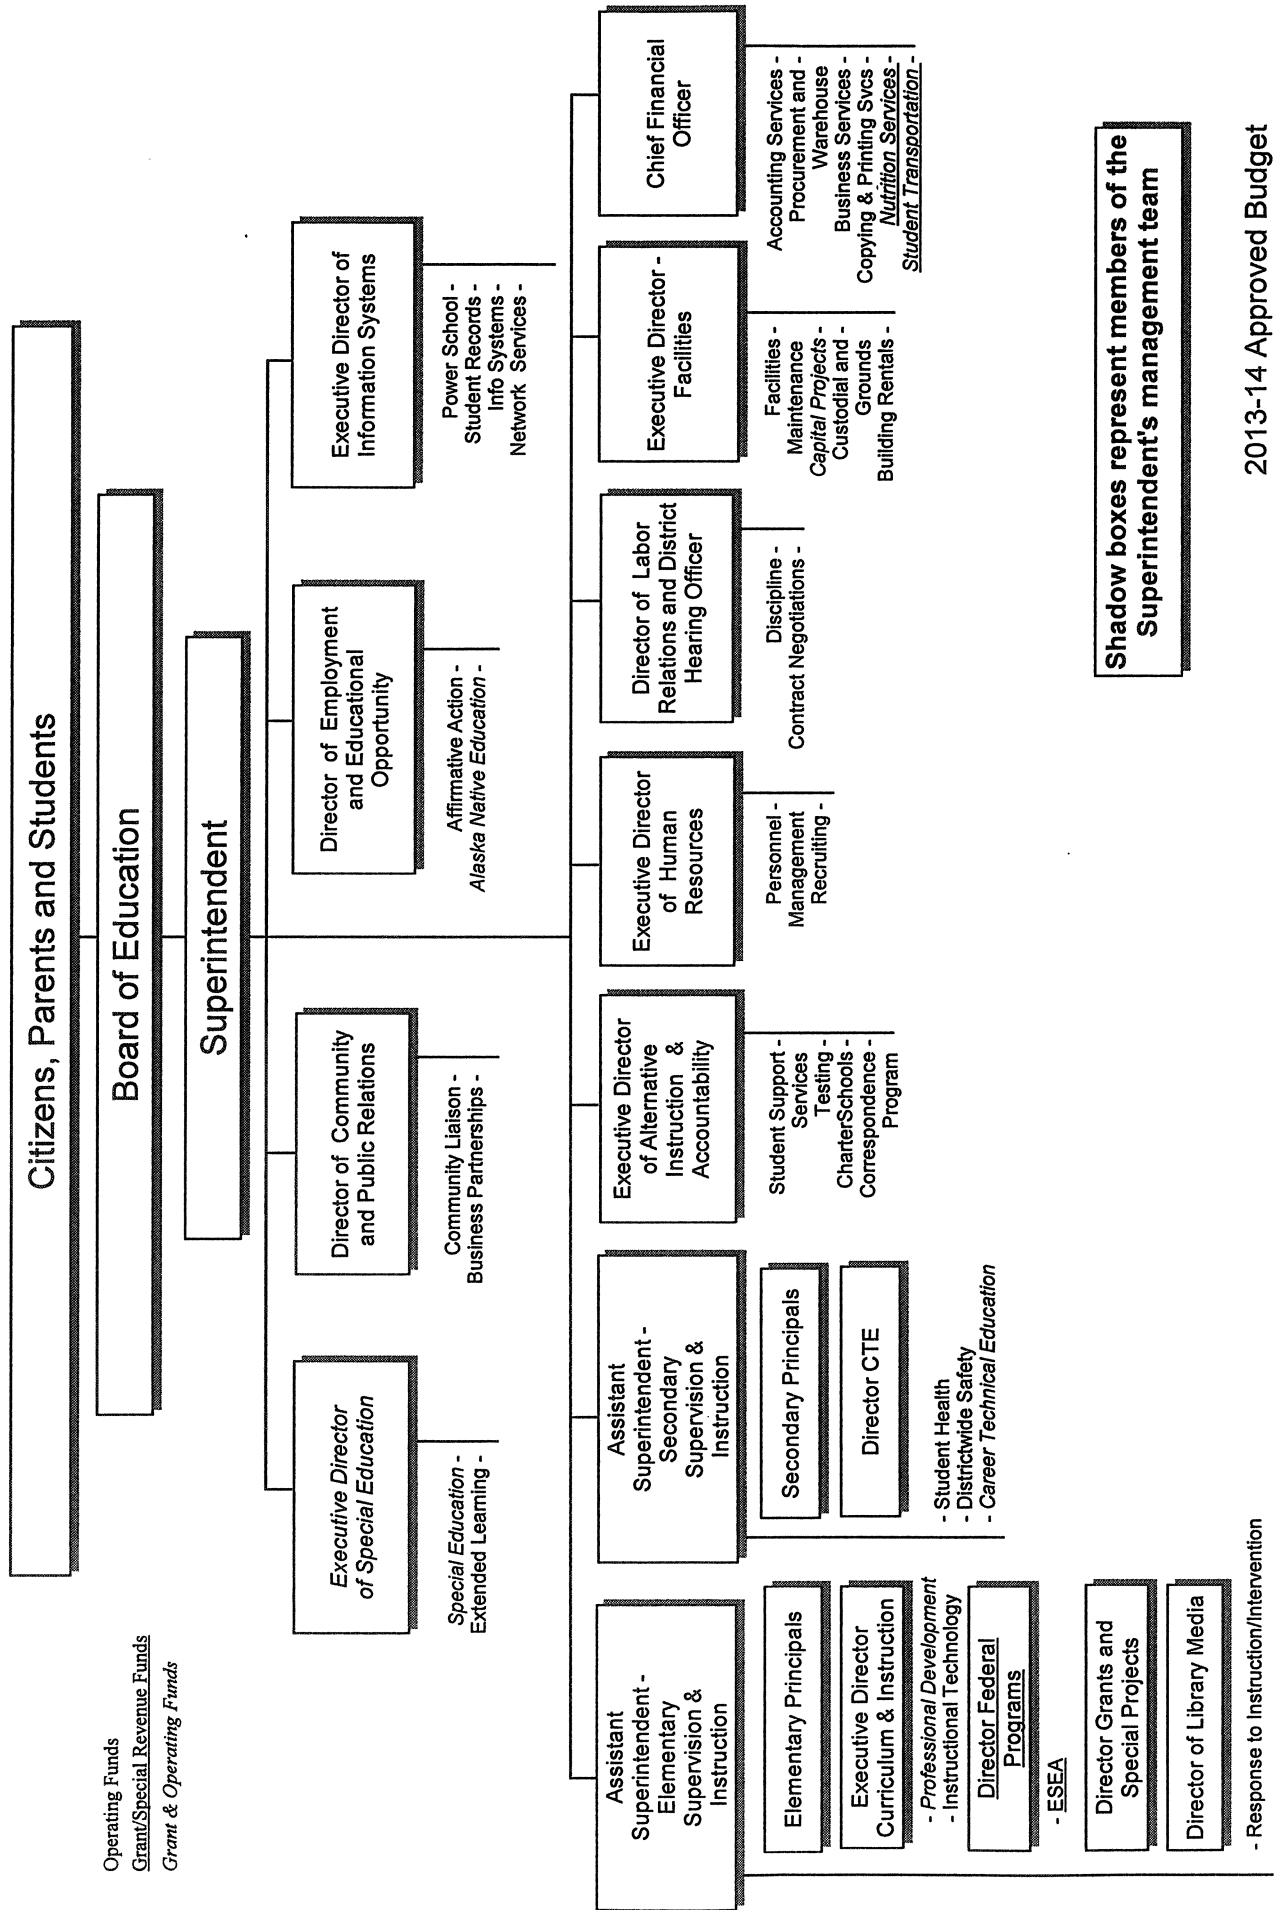 Operating Funds
Grant/Special Revenue Funds
Grant & Operating Funds
Citizens, Parents and Students
Board of Education
Superintendent
Executive Director
of Special Education
Special Education -
Extended Learning -
Director of Community
and Public Relations
Community Liaison -
Business Partnerships -
Director of Employment
and Educational
Opportunity
Affirmative Action -
Alaska Native Education -
Executive Director of
Information Systems
Power School -
Student Records -
Info Systems -
Network Services -
Assistant
Superintendent -
Elementary
Supervision &
Instruction
Elementary Principals
Executive Director
Curriculum & Instruction
- Professional Development
- Instructional Technology
Director Federal
Programs
- ESEA
Director Grants and
Special Projects
Director of Library Media
- Response to Instruction/Intervention
Assistant
Superintendent -
Secondary
Supervision &
Instruction
Secondary Principals
Director CTE
- Student Health
- Districtwide Safety
- Career Technical Education
Executive Director
of Alternative
Instruction &
Accountability
Student Support -
Services
Testing -
CharterSchools -
Correspondence -
Program
Executive Director
of Human
Resources
Personnel -
Management
Recruiting -
Director of Labor
Relations and District
Hearing Officer
Discipline -
Contract Negotiations -
Executive Director -
Facilities
Facilities -
Maintenance
Capital Projects -
Custodial and -
Grounds
Building Rentals -
Chief Financial
Officer
Accounting Services -
Procurement and -
Warehouse
Business Services -
Copying & Printing Svcs -
Nutrition Services -
Student Transportation -
Shadow boxes represent members of the
Superintendent's management team
2013-14 Approved Budget